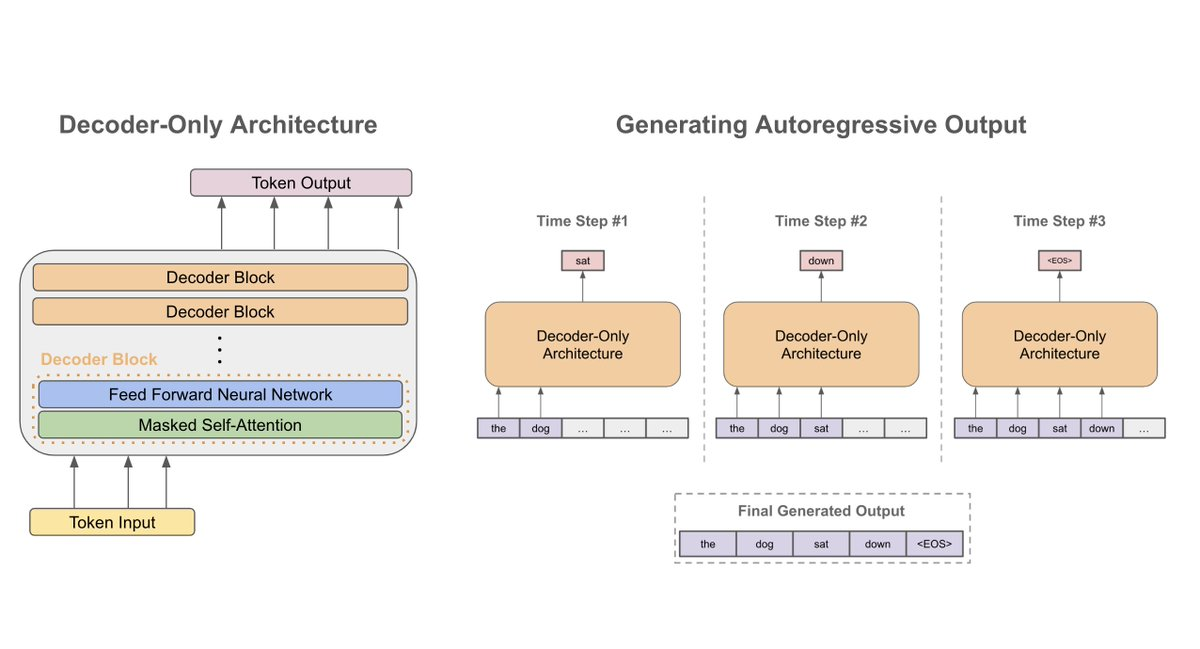 Decoder-Only Architecture
Token Output
Decoder Block
Decoder Block
Decoder Block
Feed Forward Neural Network
Masked Self-Attention
Token Input
Generating Autoregressive Output
Time Step #1
sat
Decoder-Only
Architecture
the dog ... ... ...
Time Step #2
down
Decoder-Only
Architecture
the dog sat ... ...
Time Step #3
<EOS>
Decoder-Only
Architecture
the dog sat down ...
Final Generated Output
the dog sat down <EOS>